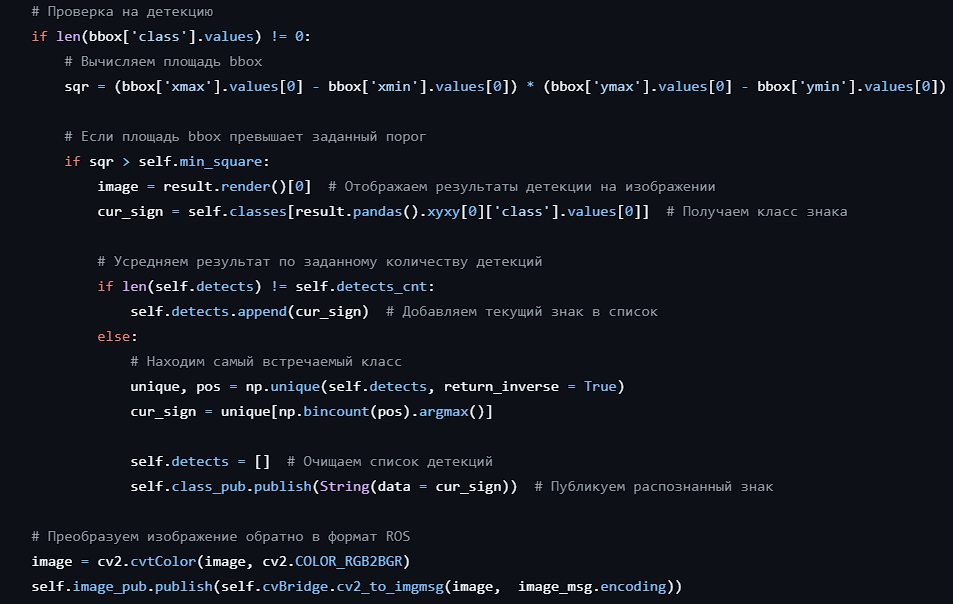 # Проверка на детекцию
if len(bbox['class'].values) != 0:
    # Вычисляем площадь bbox
    sqr = (bbox['xmax'].values[0] - bbox['xmin'].values[0]) * (bbox['ymax'].values[0] - bbox['ymin'].values[0])

    # Если площадь bbox превышает заданный порог
    if sqr > self.min_square:
        image = result.render()[0]  # Отображаем результаты детекции на изображении
        cur_sign = self.classes[result.pandas().xyxy[0]['class'].values[0]]  # Получаем класс знака

        # Усредняем результат по заданному количеству детекций
        if len(self.detects) != self.detects_cnt:
            self.detects.append(cur_sign)  # Добавляем текущий знак в список
        else:
            # Находим самый встречаемый класс
            unique, pos = np.unique(self.detects, return_inverse = True)
            cur_sign = unique[np.bincount(pos).argmax()]

            self.detects = []  # Очищаем список детекций
            self.class_pub.publish(String(data = cur_sign))  # Публикуем распознанный знак

# Преобразуем изображение обратно в формат ROS
image = cv2.cvtColor(image, cv2.COLOR_RGB2BGR)
self.image_pub.publish(self.cvBridge.cv2_to_imgmsg(image,  image_msg.encoding))